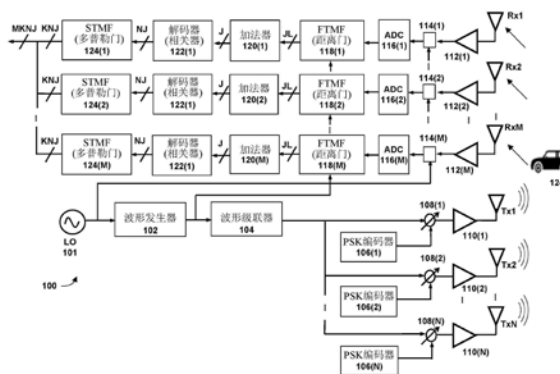 MKNJ KNJ STMF (多普勒门) 124(1) NJ 解码器 (相关器) 122(1) J 加法器 120(1) JL FTMF (距离门) 118(1) ADC 116(1) 114(1) 112(1) Rx1
KNJ STMF (多普勒门) 124(2) NJ 解码器 (相关器) 122(1) J 加法器 120(2) JL FTMF (距离门) 118(2) ADC 116(2) 114(2) 112(2) Rx2
KNJ STMF (多普勒门) 124(M) NJ 解码器 (相关器) 122(1) J 加法器 120(M) JL FTMF (距离门) 118(M) ADC 116(M) 114(M) 112(M) RxM
LO 101
波形发生器 102
波形级联器 104
100
PSK编码器 106(1) 108(1) 110(1) Tx1
PSK编码器 106(2) 108(2) 110(2) Tx2
PSK编码器 106(N) 108(N) 110(N) TxN